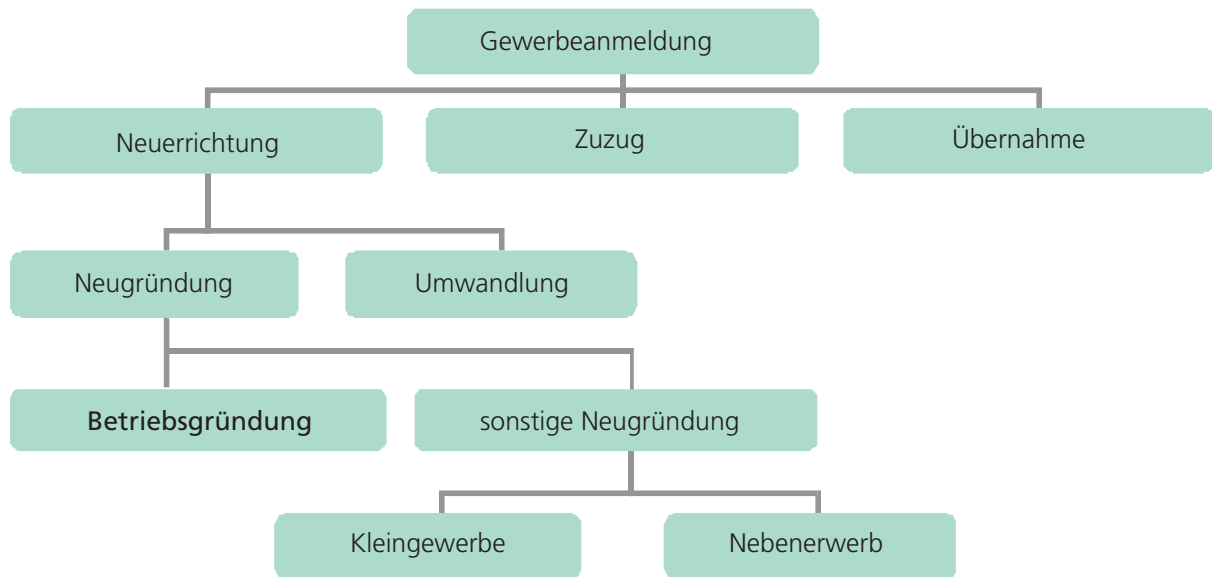 Gewerbeanmeldung
Neuerrichtung
Zuzug
Übernahme
Neugründung
Umwandlung
Betriebsgründung
sonstige Neugründung
Kleingewerbe
Nebenerwerb